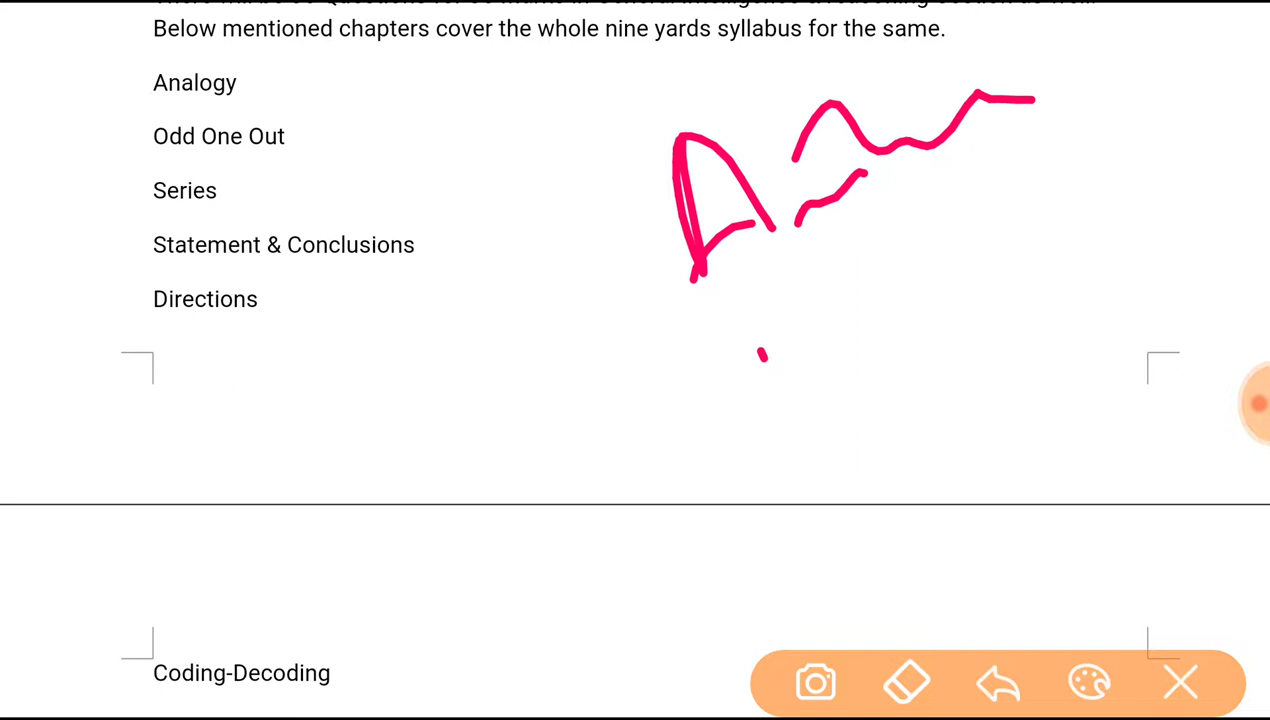 Below mentioned chapters cover the whole nine yards syllabus for the same.
Analogy
Odd One Out
Series
Statement & Conclusions
Directions
Coding-Decoding